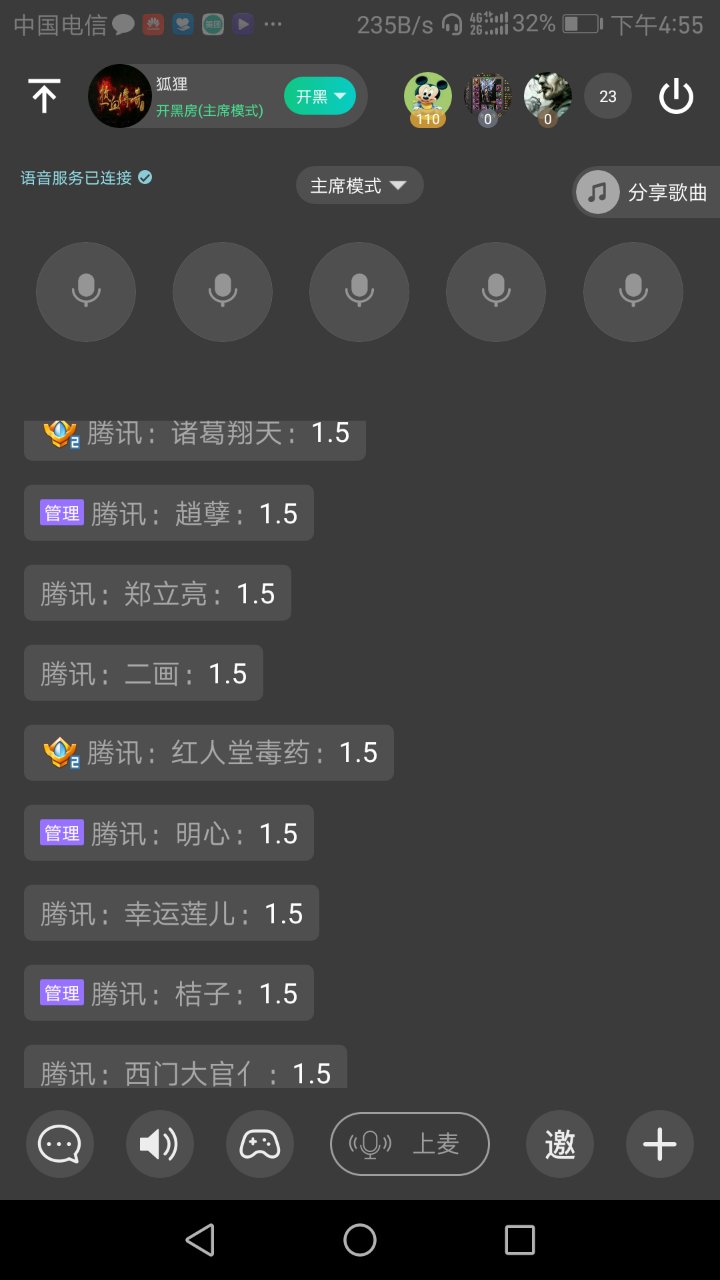 中国电信 235B/s 4G 2G 32% 下午4:55
狐狸
开黑房(主席模式)
开黑
110
0
0
23
语音服务已连接
主席模式
分享歌曲
2 腾讯：诸葛翔天：1.5
管理 腾讯：趙孽：1.5
腾讯：郑立亮：1.5
腾讯：二画：1.5
2 腾讯：红人堂毒药：1.5
管理 腾讯：明心：1.5
腾讯：幸运莲儿：1.5
管理 腾讯：桔子：1.5
腾讯：西门大官亻：1.5
上麦
邀